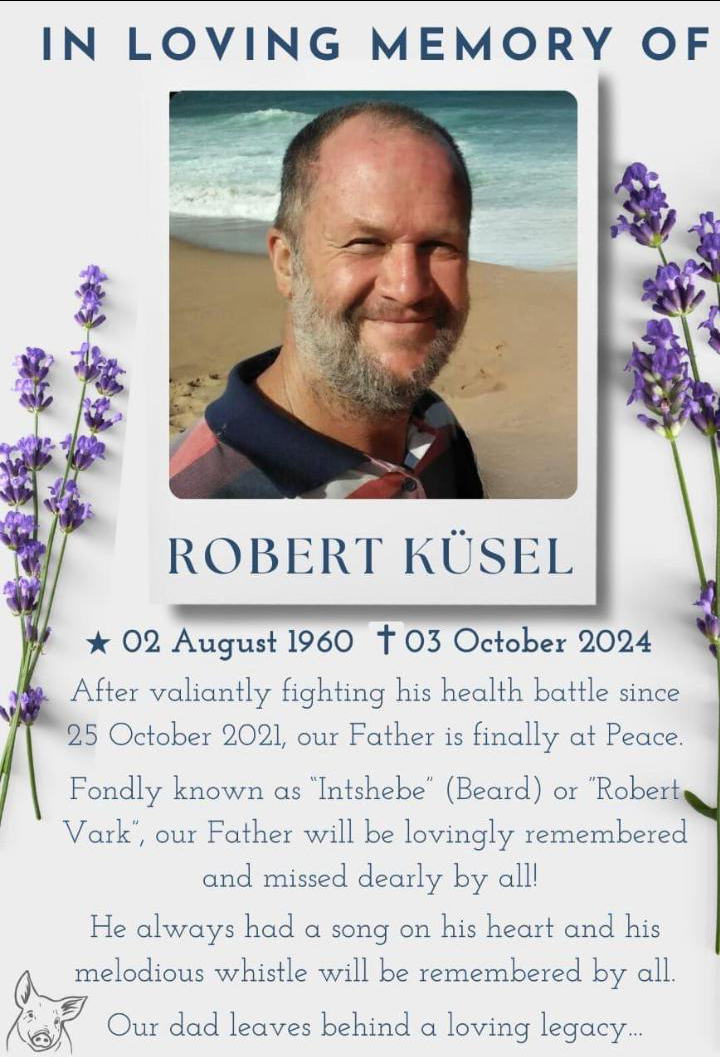 IN LOVING MEMORY OF
ROBERT KÜSEL
★ 02 August 1960 ✝ 03 October 2024
After valiantly fighting his health battle since
25 October 2021, our Father is finally at Peace.
Fondly known as "Intshebe" (Beard) or "Robert
Vark", our Father will be lovingly remembered
and missed dearly by all!
He always had a song on his heart and his
melodious whistle will be remembered by all.
Our dad leaves behind a loving legacy...